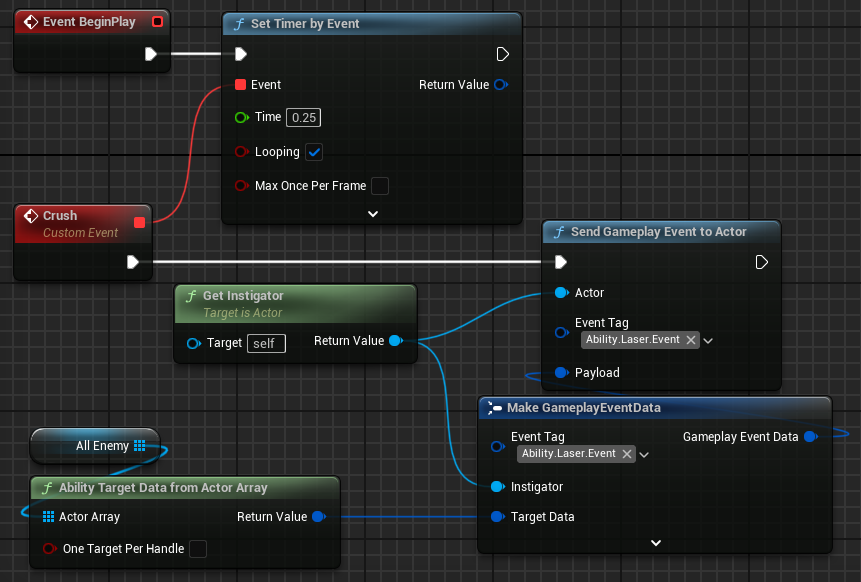 Event BeginPlay
Set Timer by Event
Event
Return Value
Time 0.25
Looping
Max Once Per Frame
Crush
Custom Event
Send Gameplay Event to Actor
Actor
Event Tag
Ability.Laser.Event
Payload
Get Instigator
Target is Actor
Target self
Return Value
Make GameplayEventData
Event Tag
Ability.Laser.Event
Gameplay Event Data
Instigator
Target Data
All Enemy
Ability Target Data from Actor Array
Actor Array
Return Value
One Target Per Handle